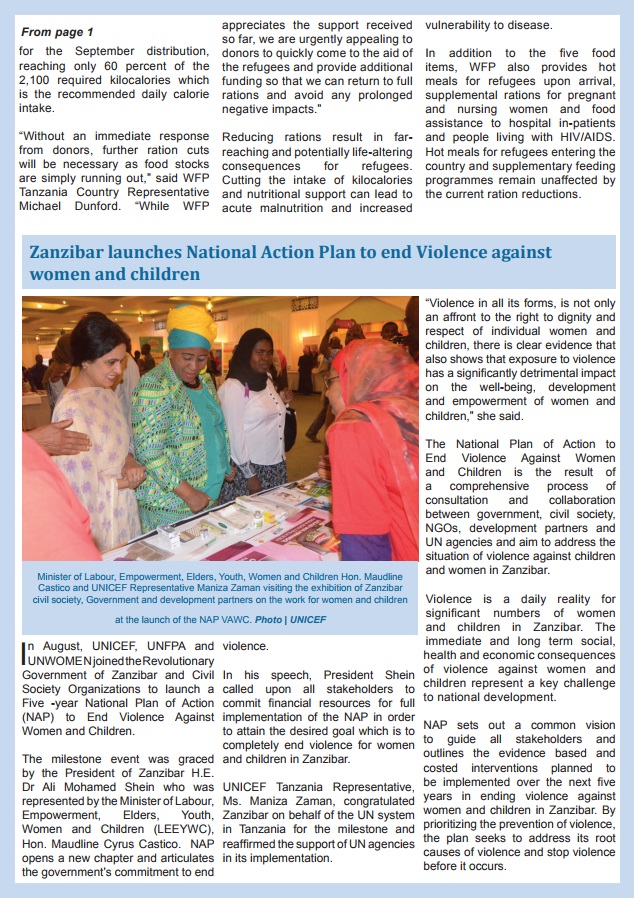 From page 1
for the September distribution,
reaching only 60 percent of the
2,100 required kilocalories which
is the recommended daily calorie
intake.
“Without an immediate response
from donors, further ration cuts
will be necessary as food stocks
are simply running out," said WFP
Tanzania Country Representative
Michael Dunford. “While WFP
appreciates the support received
so far, we are urgently appealing to
donors to quickly come to the aid of
the refugees and provide additional
funding so that we can return to full
rations and avoid any prolonged
negative impacts."
Reducing rations result in far-
reaching and potentially life-altering
consequences for refugees.
Cutting the intake of kilocalories
and nutritional support can lead to
acute malnutrition and increased
vulnerability to disease.
In addition to the five food
items, WFP also provides hot
meals for refugees upon arrival,
supplemental rations for pregnant
and nursing women and food
assistance to hospital in-patients
and people living with HIV/AIDS.
Hot meals for refugees entering the
country and supplementary feeding
programmes remain unaffected by
the current ration reductions.
Zanzibar launches National Action Plan to end Violence against
women and children
Minister of Labour, Empowerment, Elders, Youth, Women and Children Hon. Maudline
Castico and UNICEF Representative Maniza Zaman visiting the exhibition of Zanzibar
civil society, Government and development partners on the work for women and children
at the launch of the NAP VAWC. Photo | UNICEF
In August, UNICEF, UNFPA and
UNWOMEN joined the Revolutionary
Government of Zanzibar and Civil
Society Organizations to launch a
Five -year National Plan of Action
(NAP) to End Violence Against
Women and Children.
The milestone event was graced
by the President of Zanzibar H.E.
Dr Ali Mohamed Shein who was
represented by the Minister of Labour,
Empowerment, Elders, Youth,
Women and Children (LEEYWC),
Hon. Maudline Cyrus Castico. NAP
opens a new chapter and articulates
the government's commitment to end
violence.
In his speech, President Shein
called upon all stakeholders to
commit financial resources for full
implementation of the NAP in order
to attain the desired goal which is to
completely end violence for women
and children in Zanzibar.
UNICEF Tanzania Representative,
Ms. Maniza Zaman, congratulated
Zanzibar on behalf of the UN system
in Tanzania for the milestone and
reaffirmed the support of UN agencies
in its implementation.
“Violence in all its forms, is not only
an affront to the right to dignity and
respect of individual women and
children, there is clear evidence that
also shows that exposure to violence
has a significantly detrimental impact
on the well-being, development
and empowerment of women and
children," she said.
The National Plan of Action to
End Violence Against Women
and Children is the result of
a comprehensive process of
consultation and collaboration
between government, civil society,
NGOs, development partners and
UN agencies and aim to address the
situation of violence against children
and women in Zanzibar.
Violence is a daily reality for
significant numbers of women
and children in Zanzibar. The
immediate and long term social,
health and economic consequences
of violence against women and
children represent a key challenge
to national development.
NAP sets out a common vision
to guide all stakeholders and
outlines the evidence based and
costed interventions planned to
be implemented over the next five
years in ending violence against
women and children in Zanzibar. By
prioritizing the prevention of violence,
the plan seeks to address its root
causes of violence and stop violence
before it occurs.